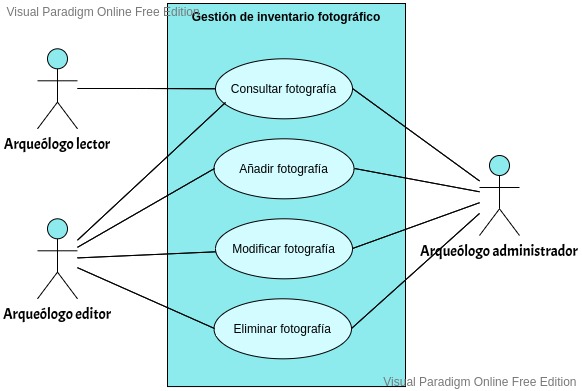 Visual Paradigm Online Free Edition
Gestión de inventario fotográfico
Consultar fotografía
Arqueólogo lector
Añadir fotografía
Modificar fotografía
Arqueólogo administrador
Arqueólogo editor
Eliminar fotografía
Visual Paradigm Online Free Edition